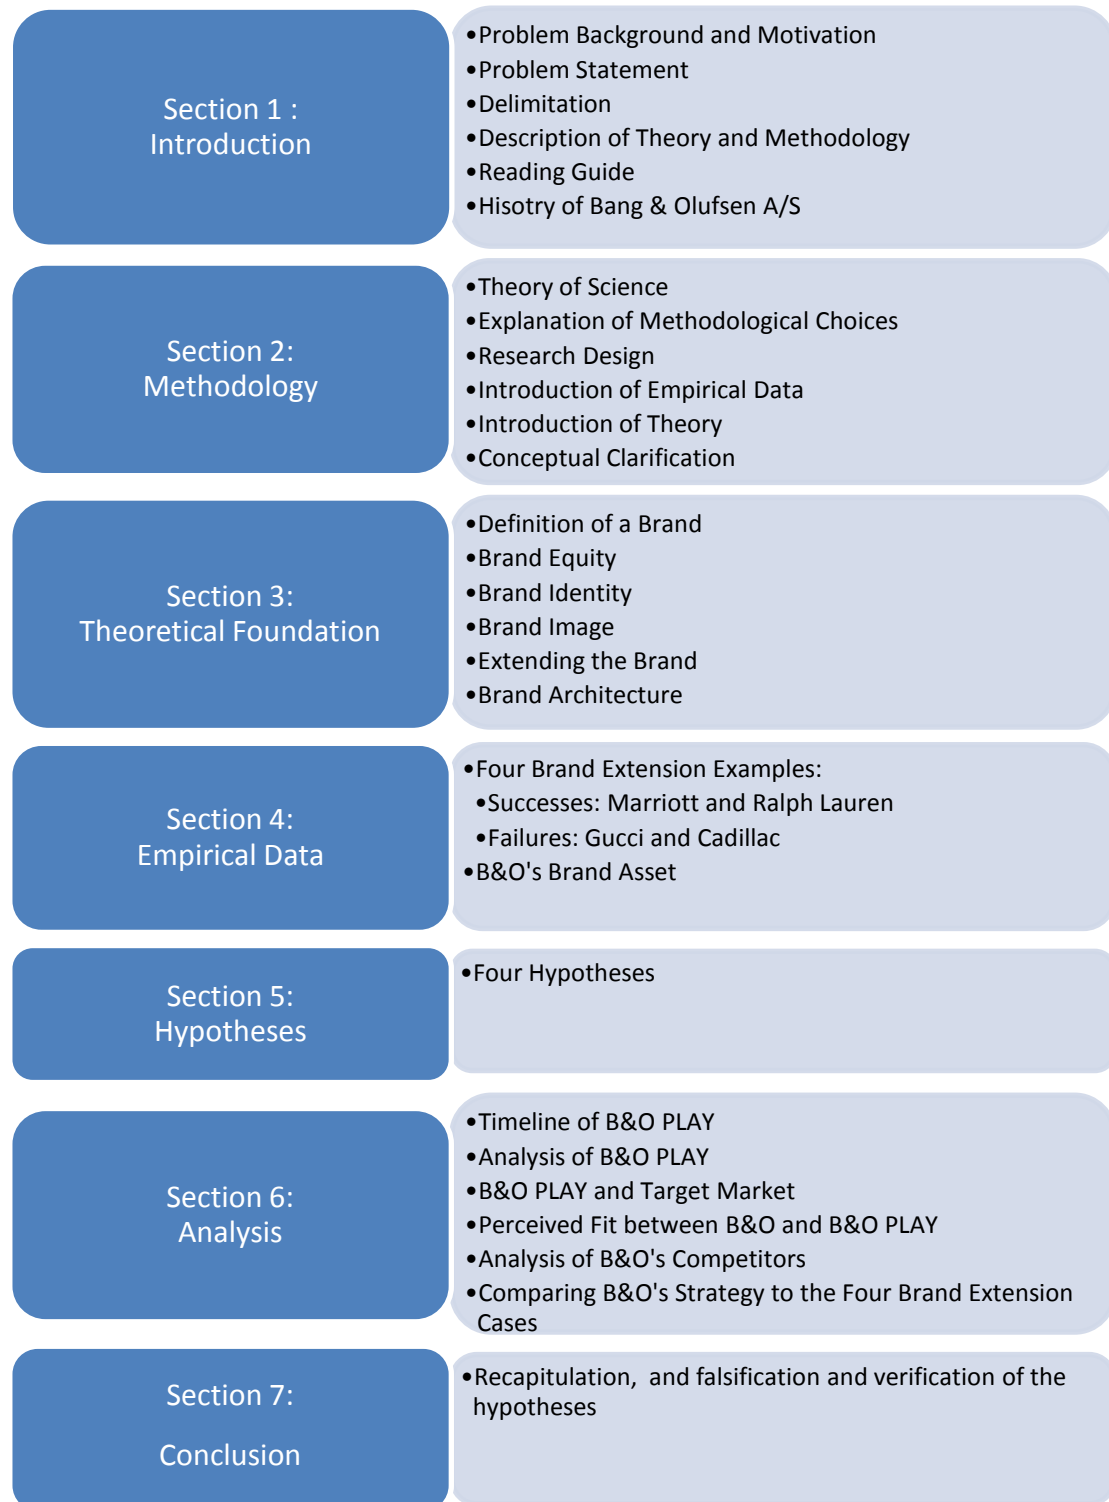 Section 1 :
Introduction
•Problem Background and Motivation
•Problem Statement
•Delimitation
•Description of Theory and Methodology
•Reading Guide
•Hisotry of Bang & Olufsen A/S
Section 2:
Methodology
•Theory of Science
•Explanation of Methodological Choices
•Research Design
•Introduction of Empirical Data
•Introduction of Theory
•Conceptual Clarification
Section 3:
Theoretical Foundation
•Definition of a Brand
•Brand Equity
•Brand Identity
•Brand Image
•Extending the Brand
•Brand Architecture
Section 4:
Empirical Data
•Four Brand Extension Examples:
•Successes: Marriott and Ralph Lauren
•Failures: Gucci and Cadillac
•B&O's Brand Asset
Section 5:
Hypotheses
•Four Hypotheses
Section 6:
Analysis
•Timeline of B&O PLAY
•Analysis of B&O PLAY
•B&O PLAY and Target Market
•Perceived Fit between B&O and B&O PLAY
•Analysis of B&O's Competitors
•Comparing B&O's Strategy to the Four Brand Extension
Cases
Section 7:
Conclusion
•Recapitulation, and falsification and verification of the
hypotheses